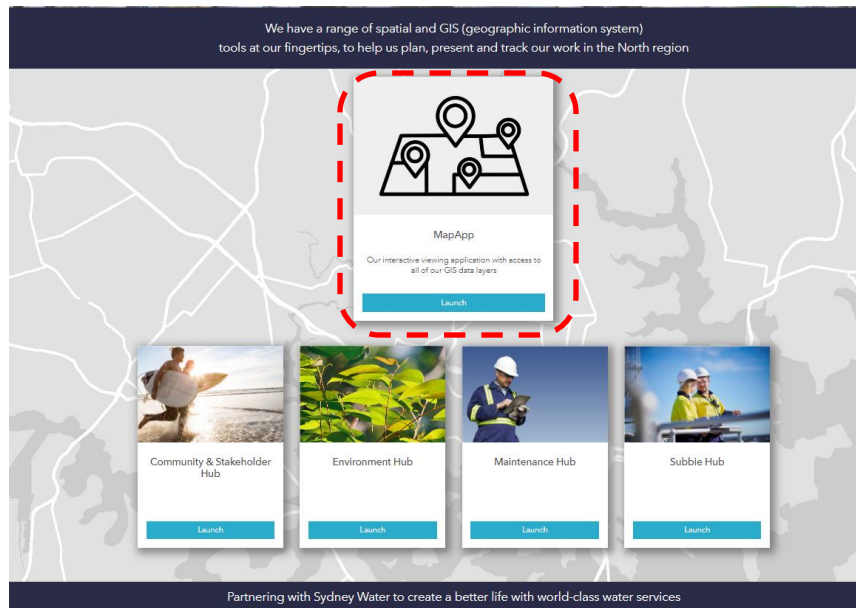 We have a range of spatial and GIS (geographic information system)
tools at our fingertips, to help us plan, present and track our work in the North region
MapApp
Our interactive viewing application with access to
all of our GIS data layers
Launch
Community & Stakeholder
Hub
Launch
Environment Hub
Launch
Maintenance Hub
Launch
Subbie Hub
Launch
Partnering with Sydney Water to create a better life with world-class water services